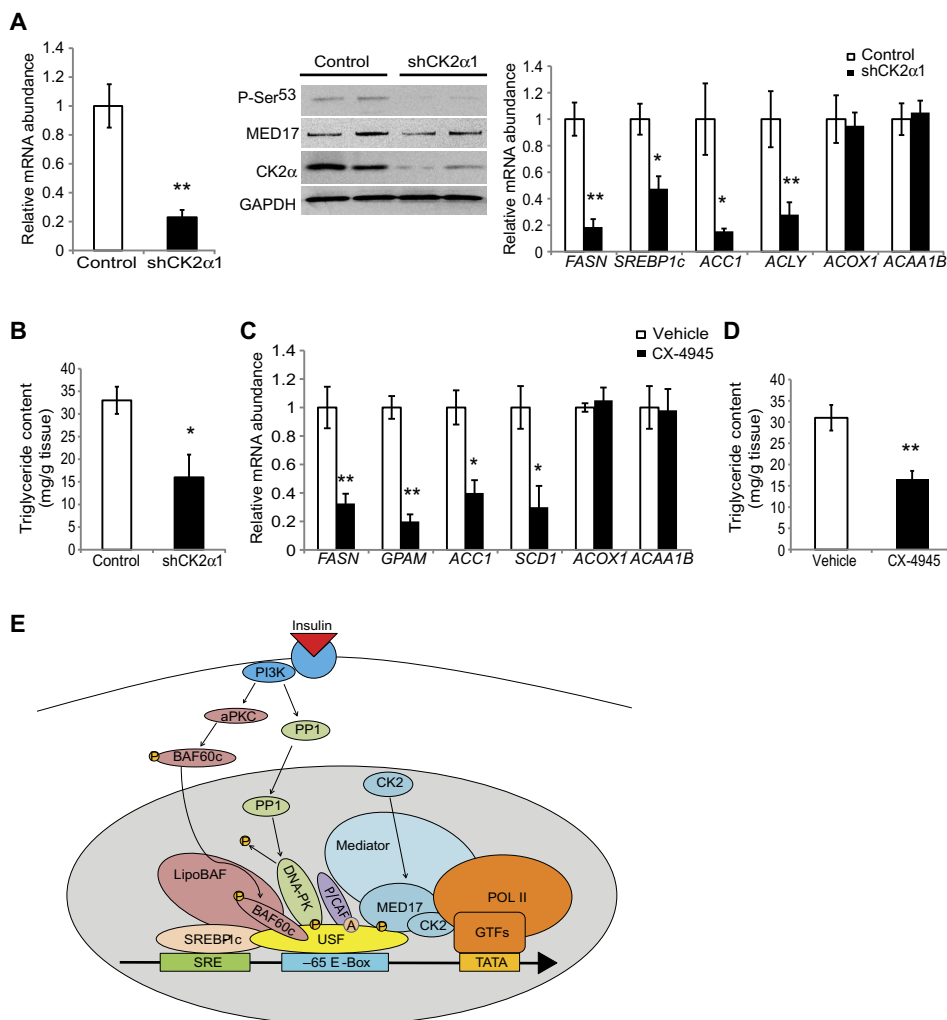 A
Relative mRNA abundance
1.4
1.2
1
0.8
0.6
0.4
0.2
0
**
Control
shCK2α1
Control
shCK2α1
P-Ser53
MED17
CK2α
GAPDH
Control
shCK2α1
Relative mRNA abundance
1.4
1.2
1
0.8
0.6
0.4
0.2
0
**
*
*
**
FASN
SREBP1c
ACC1
ACLY
ACOX1
ACAA1B
B
Triglyceride content
(mg/g tissue)
40
35
30
25
20
15
10
5
0
*
Control
shCK2α1
C
Vehicle
CX-4945
Relative mRNA abundance
1.4
1.2
1
0.8
0.6
0.4
0.2
0
**
**
*
*
FASN
GPAM
ACC1
SCD1
ACOX1
ACAA1B
D
Triglyceride content
(mg/g tissue)
40
35
30
25
20
15
10
5
0
**
Vehicle
CX-4945
E
Insulin
PI3K
aPKC
PP1
P
BAF60c
CK2
PP1
P
Mediator
LipoBAF
DNA-PK
P/CAF
POL II
P
BAF60c
MED17
P
A
P
CK2
GTFs
SREBP1c
USF
SRE
–65 E-Box
TATA